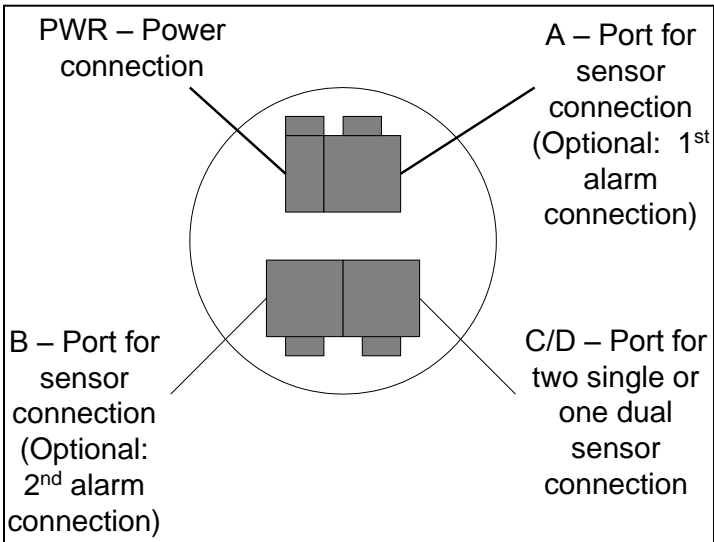 PWR – Power
connection
A – Port for
sensor
connection
(Optional: 1st
alarm
connection)
B – Port for
sensor
connection
(Optional:
2nd alarm
connection)
C/D – Port for
two single or
one dual
sensor
connection